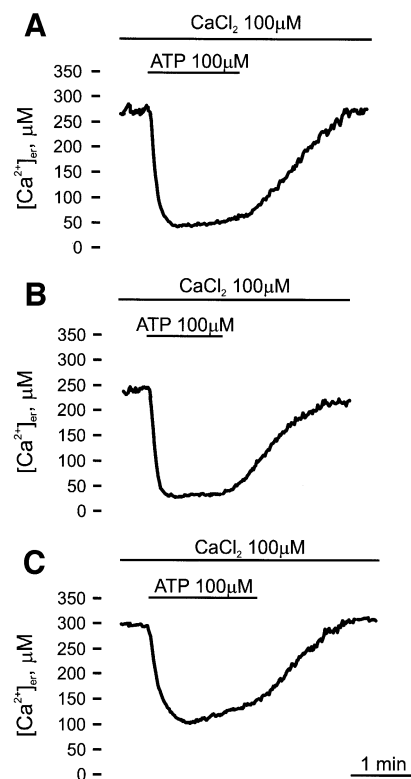 A
CaCl₂ 100μM
ATP 100μM
350
300
250
200
150
100
50
0
[Ca²⁺]er, μM
B
CaCl₂ 100μM
ATP 100μM
350
300
250
200
150
100
50
0
[Ca²⁺]er, μM
C
CaCl₂ 100μM
ATP 100μM
350
300
250
200
150
100
50
0
[Ca²⁺]er, μM
1 min